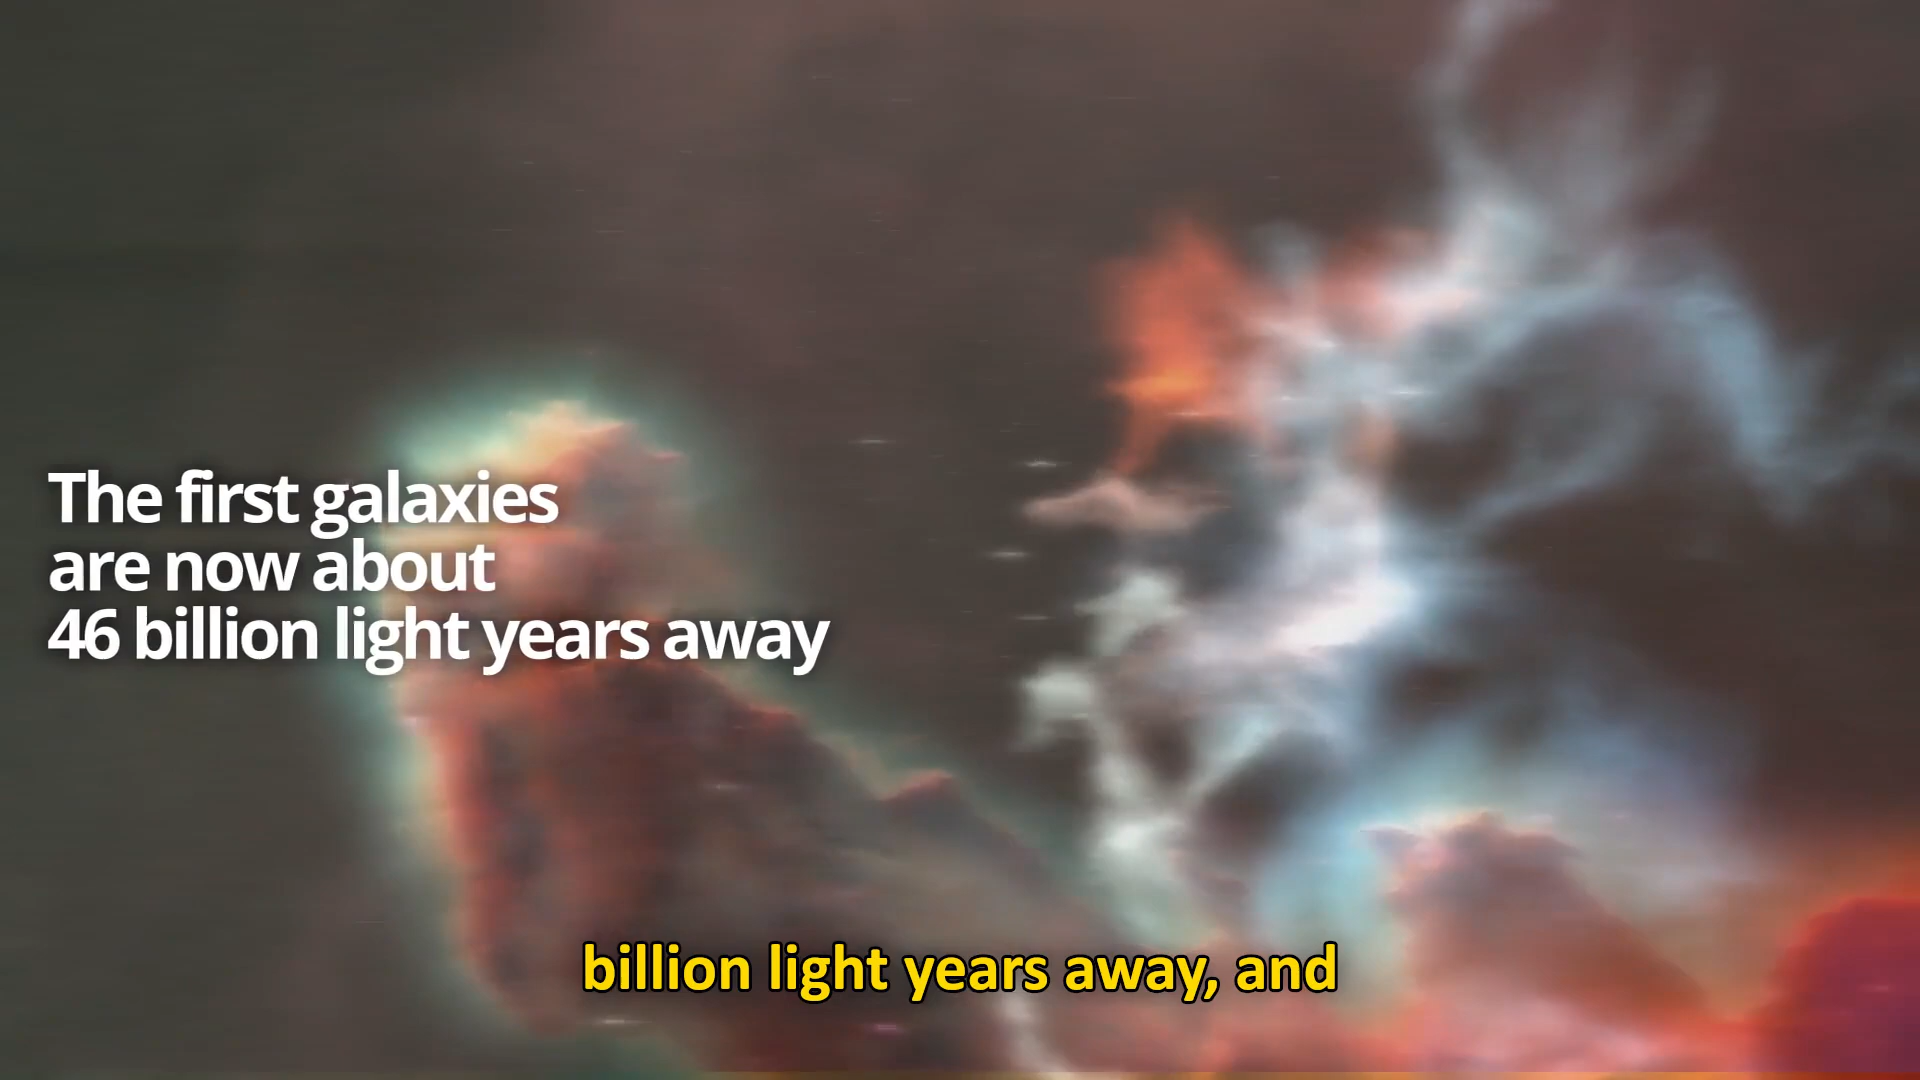 The first galaxies
are now about
46 billion light years away
billion light years away, and